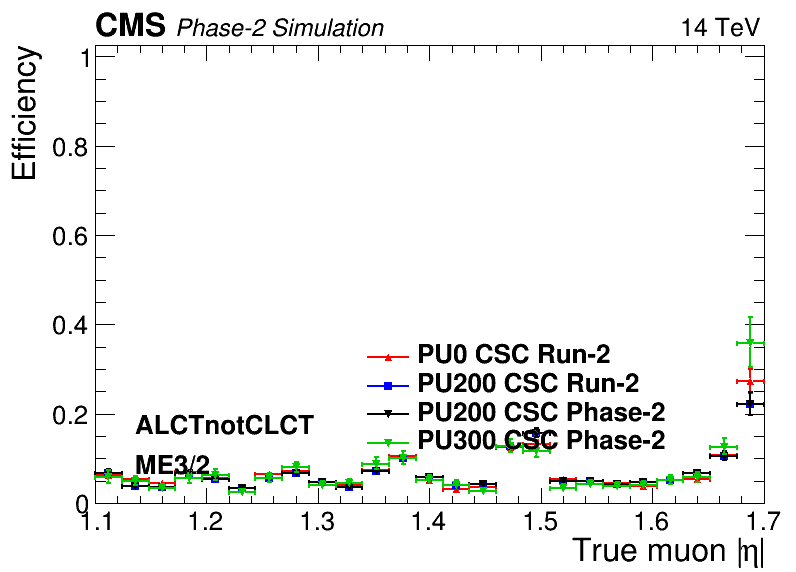 CMS Phase-2 Simulation 14 TeV
Efficiency
1
0.8
0.6
0.4
0.2
0
PU0 CSC Run-2
PU200 CSC Run-2
PU200 CSC Phase-2
PU300 CSC Phase-2
ALCTnotCLCT
ME3/2
1.1 1.2 1.3 1.4 1.5 1.6 1.7
True muon |η|